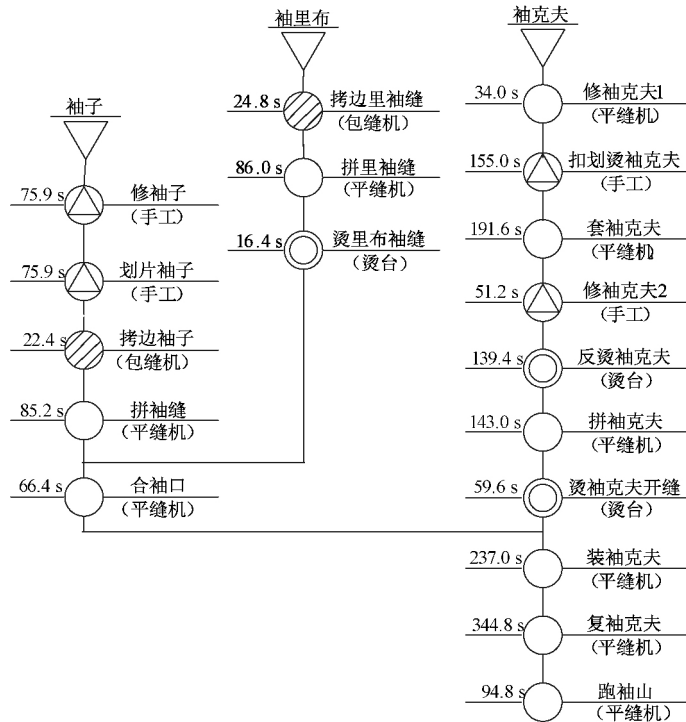 袖子
75.9 s
修袖子
（手工）
75.9 s
划片袖子
（手工）
22.4 s
拷边袖子
（包缝机）
85.2 s
拼袖缝
（平缝机）
66.4 s
合袖口
（平缝机）
袖里布
24.8 s
拷边里袖缝
（包缝机）
86.0 s
拼里袖缝
（平缝机）
16.4 s
烫里布袖缝
（烫台）
袖克夫
34.0 s
修袖克夫1
（平缝机）
155.0 s
扣划烫袖克夫
（手工）
191.6 s
套袖克夫
（平缝机）
51.2 s
修袖克夫2
（手工）
139.4 s
反烫袖克夫
（烫台）
143.0 s
拼袖克夫
（平缝机）
59.6 s
烫袖克夫开缝
（烫台）
237.0 s
装袖克夫
（平缝机）
344.8 s
复袖克夫
（平缝机）
94.8 s
跑袖山
（平缝机）